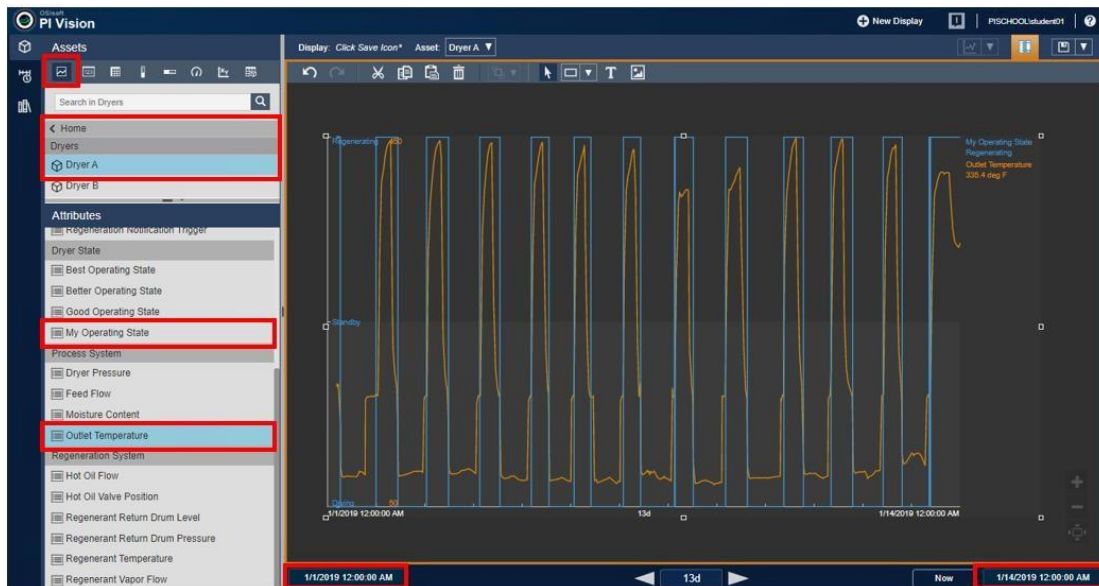 OSIsoft
PI Vision
New Display
PISCHOOL\student01
Assets
Display: Click Save Icon* Asset: Dryer A
Search in Dryers
Home
Dryers
Dryer A
Dryer B
Attributes
Regeneration Notification Trigger
Dryer State
Best Operating State
Better Operating State
Good Operating State
My Operating State
Process System
Dryer Pressure
Feed Flow
Moisture Content
Outlet Temperature
Regeneration System
Hot Oil Flow
Hot Oil Valve Position
Regenerant Return Drum Level
Regenerant Return Drum Pressure
Regenerant Temperature
Regenerant Vapor Flow
Regenerating
My Operating State
Regenerating
Outlet Temperature
335.4 deg F
Standby
Drying 50
1/1/2019 12:00:00 AM 13d 1/14/2019 12:00:00 AM
1/1/2019 12:00:00 AM 13d Now 1/14/2019 12:00:00 AM